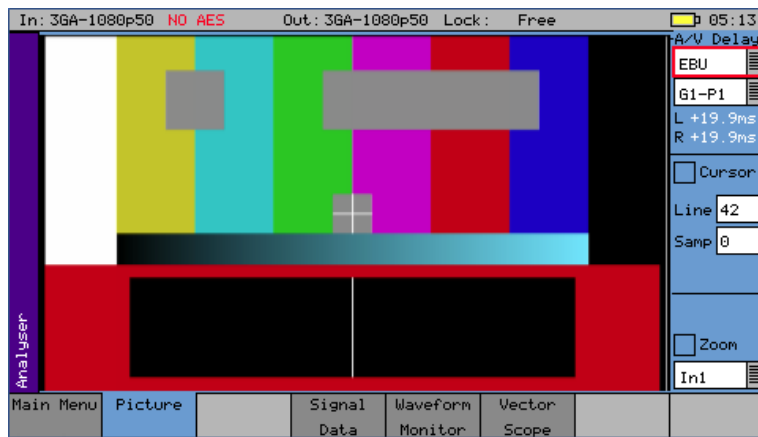 In: 3GA-1080p50 NO AES Out: 3GA-1080p50 Lock: Free 05:13
A/V Delay
EBU
G1-P1
L +19.9ms
R +19.9ms
Cursor
Line 42
Samp 0
Zoom
In1
Analyser
Main Menu Picture Signal Data Waveform Monitor Vector Scope